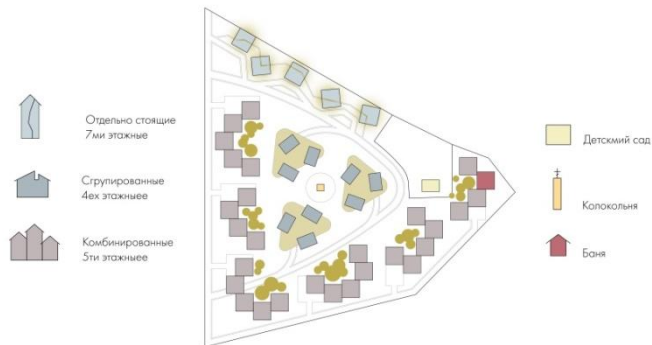 Отдельно стоящие
7ми этажные
Сгрупированные
4ех этажныее
Комбинированные
5ти этажныее
Детскмий сад
Колокольня
Баня